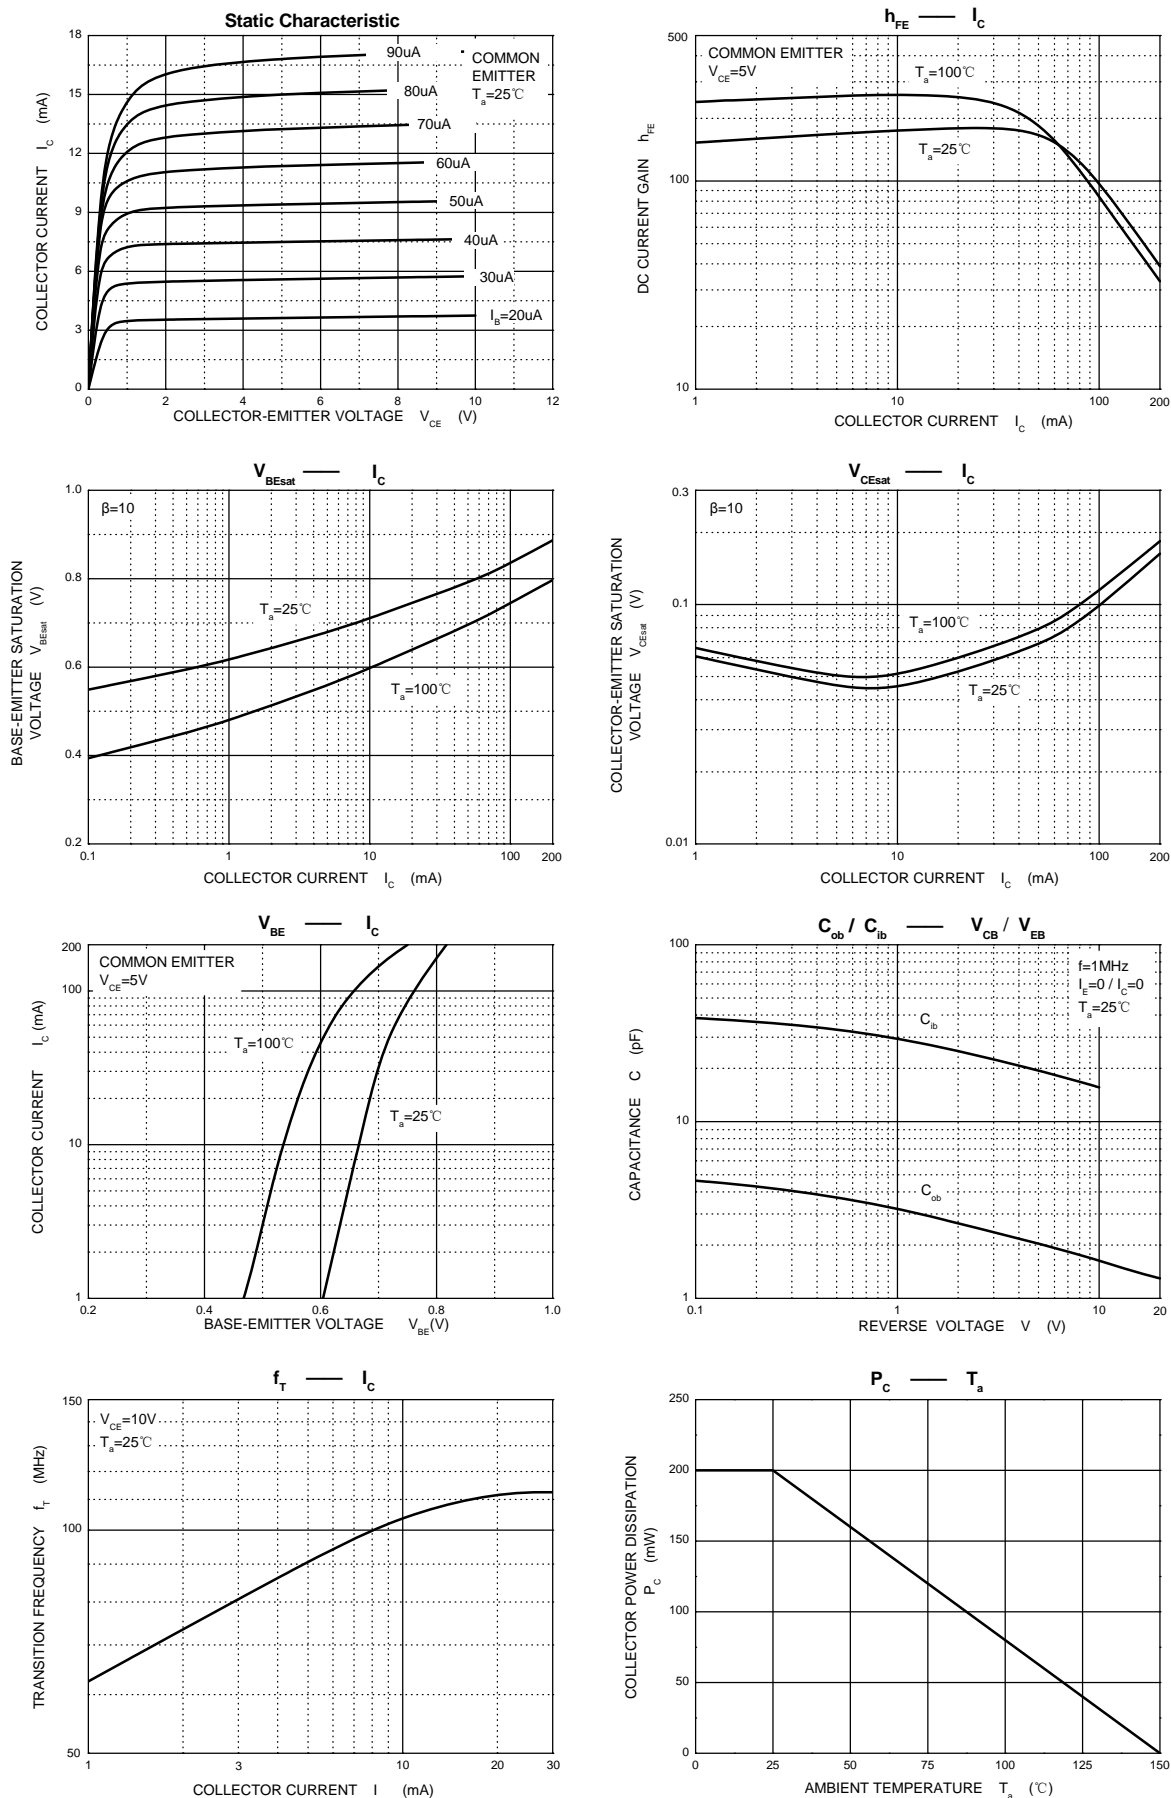 Static Characteristic
18
15
12
9
6
3
0
0 2 4 6 8 10 12
COLLECTOR CURRENT I_C (mA)
COLLECTOR-EMITTER VOLTAGE V_CE (V)
90uA
80uA
70uA
60uA
50uA
40uA
30uA
I_B=20uA
COMMON
EMITTER
T_a=25℃
h_FE —— I_C
500
100
10
1 10 100 200
DC CURRENT GAIN h_FE
COLLECTOR CURRENT I_C (mA)
COMMON EMITTER
V_CE=5V
T_a=100℃
T_a=25℃
V_BEsat —— I_C
1.0
0.8
0.6
0.4
0.2
0.1 1 10 100 200
BASE-EMITTER SATURATION
VOLTAGE V_BEsat (V)
COLLECTOR CURRENT I_C (mA)
β=10
T_a=25℃
T_a=100℃
V_CEsat —— I_C
0.3
0.1
0.01
1 10 100 200
COLLECTOR-EMITTER SATURATION
VOLTAGE V_CEsat (V)
COLLECTOR CURRENT I_C (mA)
β=10
T_a=100℃
T_a=25℃
V_BE —— I_C
200
100
10
1
0.2 0.4 0.6 0.8 1.0
COLLECTOR CURRENT I_C (mA)
BASE-EMITTER VOLTAGE V_BE(V)
COMMON EMITTER
V_CE=5V
T_a=100℃
T_a=25℃
C_ob / C_ib —— V_CB / V_EB
100
10
1
0.1 1 10 20
CAPACITANCE C (pF)
REVERSE VOLTAGE V (V)
f=1MHz
I_E=0 / I_C=0
T_a=25℃
C_ib
C_ob
f_T —— I_C
150
100
50
1 3 10 30
TRANSITION FREQUENCY f_T (MHz)
COLLECTOR CURRENT I (mA)
V_CE=10V
T_a=25℃
P_C —— T_a
250
200
150
100
50
0
0 25 50 75 100 125 150
COLLECTOR POWER DISSIPATION
P_C (mW)
AMBIENT TEMPERATURE T_a (℃)